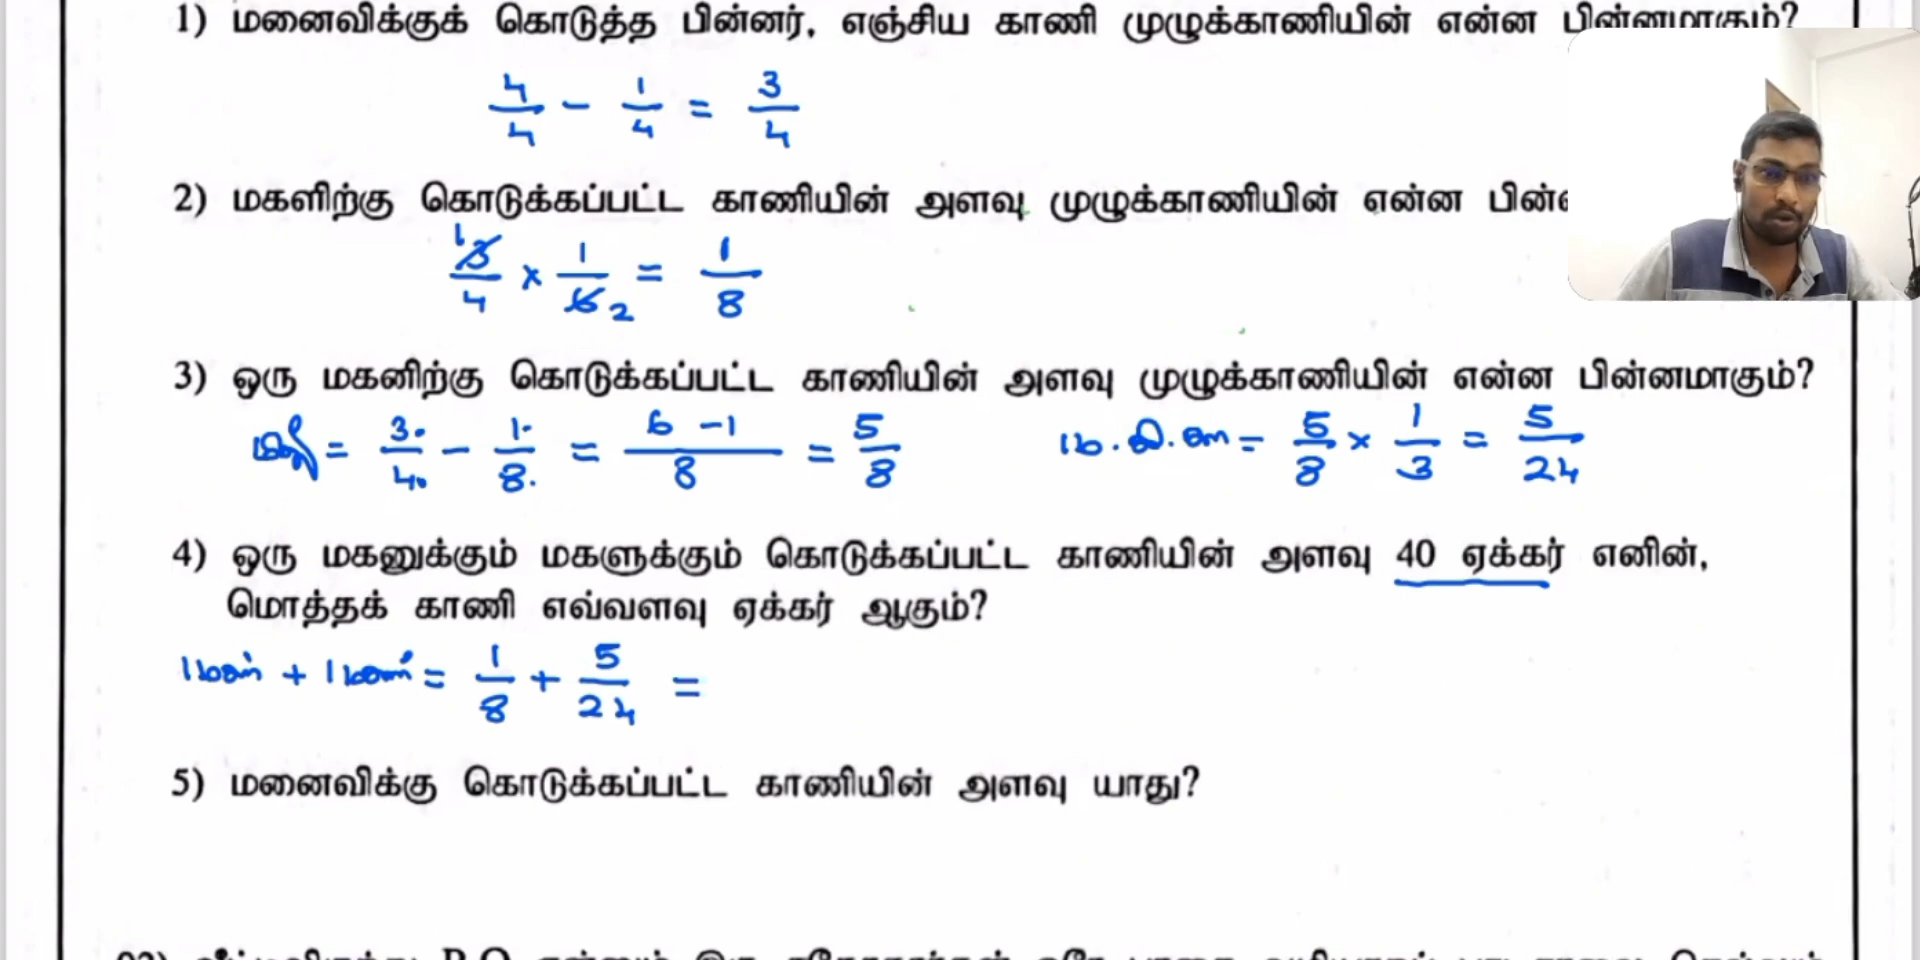 1) மனைவிக்குக் கொடுத்த பின்னர், எஞ்சிய காணி முழுக்காணியின் என்ன பின்னமாகும்?
4/4 - 1/4 = 3/4
2) மகளிற்கு கொடுக்கப்பட்ட காணியின் அளவு முழுக்காணியின் என்ன
3/4 x 1/6 = 1/8
3) ஒரு மகனிற்கு கொடுக்கப்பட்ட காணியின் அளவு முழுக்காணியின் என்ன பின்னமாகும்?
மீதி = 3/4 - 1/8 = 6 - 1/8 = 5/8 = 5/8 x 1/3 = 5/24
4) ஒரு மகனுக்கும் மகளுக்கும் கொடுக்கப்பட்ட காணியின் அளவு 40 ஏக்கர் எனின்,
மொத்தக் காணி எவ்வளவு ஏக்கர் ஆகும்?
+ = 1/8 + 5/24 =
5) மனைவிக்கு கொடுக்கப்பட்ட காணியின் அளவு யாது?